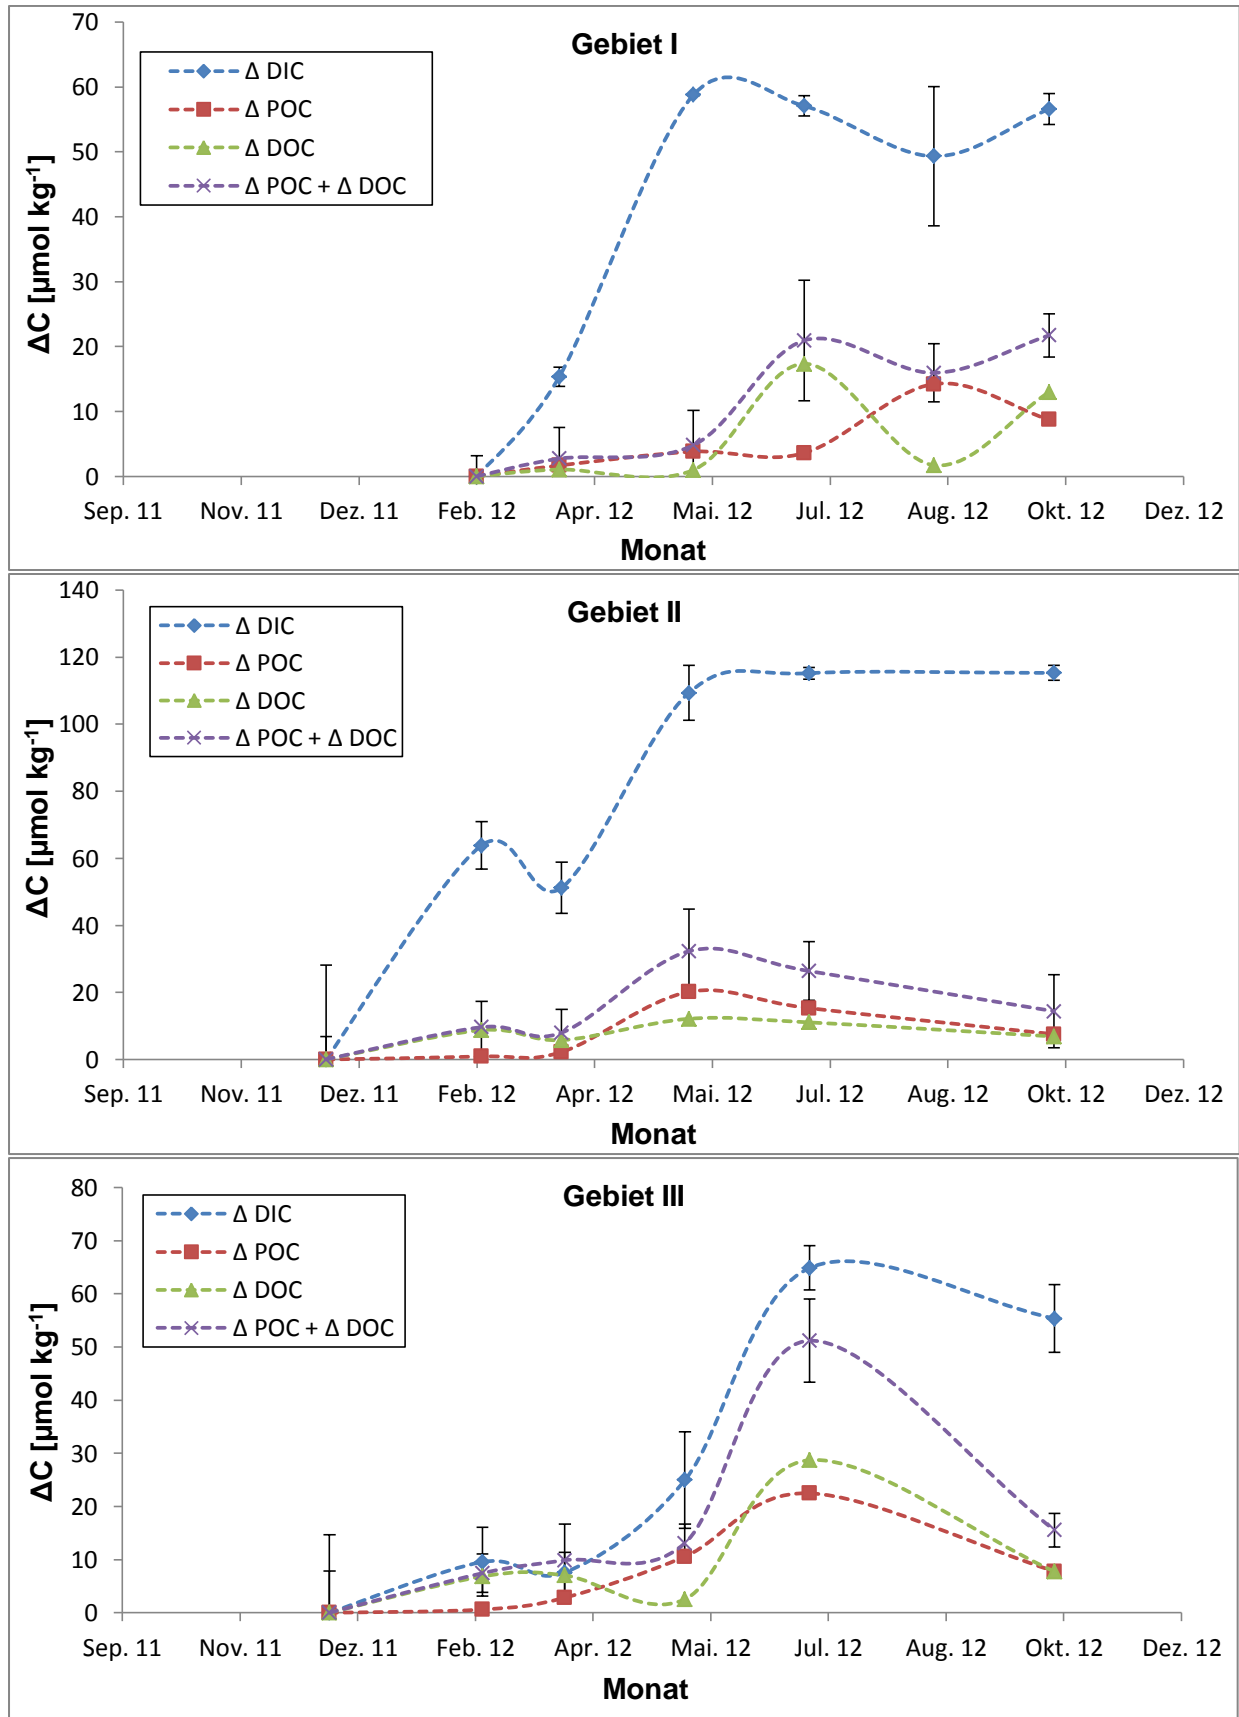 Gebiet I
Δ DIC
Δ POC
Δ DOC
Δ POC + Δ DOC
ΔC [µmol kg⁻¹]
70
60
50
40
30
20
10
0
Sep. 11 Nov. 11 Dez. 11 Feb. 12 Apr. 12 Mai. 12 Jul. 12 Aug. 12 Okt. 12 Dez. 12
Monat
Gebiet II
Δ DIC
Δ POC
Δ DOC
Δ POC + Δ DOC
ΔC [µmol kg⁻¹]
140
120
100
80
60
40
20
0
Sep. 11 Nov. 11 Dez. 11 Feb. 12 Apr. 12 Mai. 12 Jul. 12 Aug. 12 Okt. 12 Dez. 12
Monat
Gebiet III
Δ DIC
Δ POC
Δ DOC
Δ POC + Δ DOC
ΔC [µmol kg⁻¹]
80
70
60
50
40
30
20
10
0
Sep. 11 Nov. 11 Dez. 11 Feb. 12 Apr. 12 Mai. 12 Jul. 12 Aug. 12 Okt. 12 Dez. 12
Monat